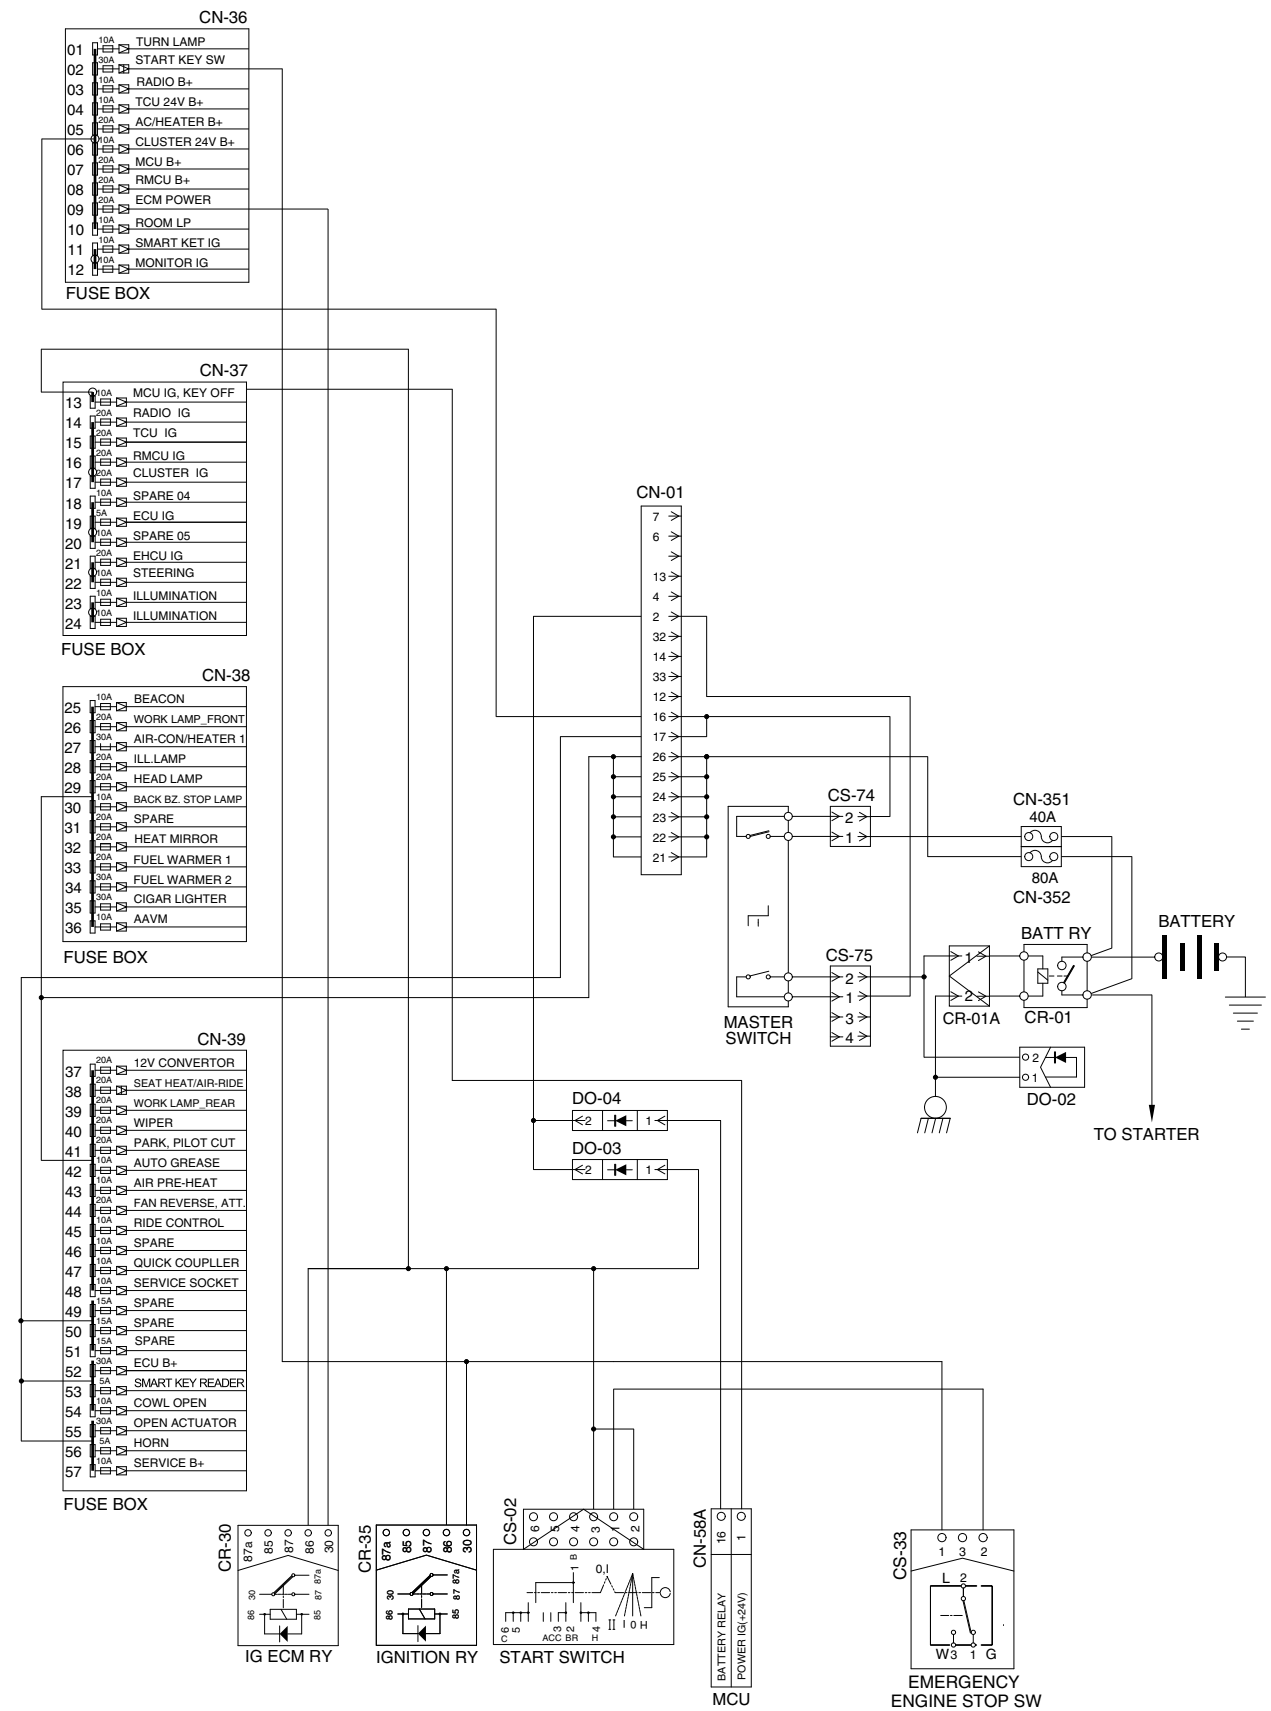 CN-36
01 10A TURN LAMP
02 30A START KEY SW
03 10A RADIO B+
04 10A TCU 24V B+
05 20A AC/HEATER B+
06 10A CLUSTER 24V B+
07 20A MCU B+
08 20A RMCU B+
09 20A ECM POWER
10 10A ROOM LP
11 10A SMART KET IG
12 10A MONITOR IG
FUSE BOX
CN-37
13 10A MCU IG, KEY OFF
14 20A RADIO IG
15 20A TCU IG
16 20A RMCU IG
17 20A CLUSTER IG
18 10A SPARE 04
19 5A ECU IG
20 10A SPARE 05
21 20A EHCU IG
22 10A STEERING
23 10A ILLUMINATION
24 10A ILLUMINATION
FUSE BOX
CN-38
25 10A BEACON
26 20A WORK LAMP_FRONT
27 30A AIR-CON/HEATER 1
28 20A ILL.LAMP
29 20A HEAD LAMP
30 10A BACK BZ. STOP LAMP
31 20A SPARE
32 20A HEAT MIRROR
33 20A FUEL WARMER 1
34 30A FUEL WARMER 2
35 30A CIGAR LIGHTER
36 10A AAVM
FUSE BOX
CN-39
37 20A 12V CONVERTOR
38 20A SEAT HEAT/AIR-RIDE
39 20A WORK LAMP_REAR
40 20A WIPER
41 20A PARK, PILOT CUT
42 10A AUTO GREASE
43 10A AIR PRE-HEAT
44 20A FAN REVERSE, ATT.
45 10A RIDE CONTROL
46 10A SPARE
47 10A QUICK COUPLLER
48 10A SERVICE SOCKET
49 15A SPARE
50 15A SPARE
51 15A SPARE
52 30A ECU B+
53 5A SMART KEY READER
54 10A COWL OPEN
55 30A OPEN ACTUATOR
56 5A HORN
57 10A SERVICE B+
FUSE BOX
CN-01
7
6
13
4
2
32
14
33
12
16
17
26
25
24
23
22
21
CS-74
2
1
CS-75
2
1
3
4
MASTER
SWITCH
CN-351
40A
80A
CN-352
BATT RY
BATTERY
1
2
CR-01A
CR-01
2
1
DO-02
TO STARTER
DO-04
2 1
DO-03
2 1
CR-30
87a 85 87 86 30
30 87a 87
86 85
IG ECM RY
CR-35
87a 85 87 86 30
30 87a 87
86 85
IGNITION RY
CS-02
6 5 4 3 1 2
1 B
0,I
II I 0 H
6 5 3 2 4
C ACC BR H
START SWITCH
CN-58A
16 1
BATTERY RELAY
POWER IG(+24V)
MCU
CS-33
1 3 2
L 2
W3 1 G
EMERGENCY
ENGINE STOP SW